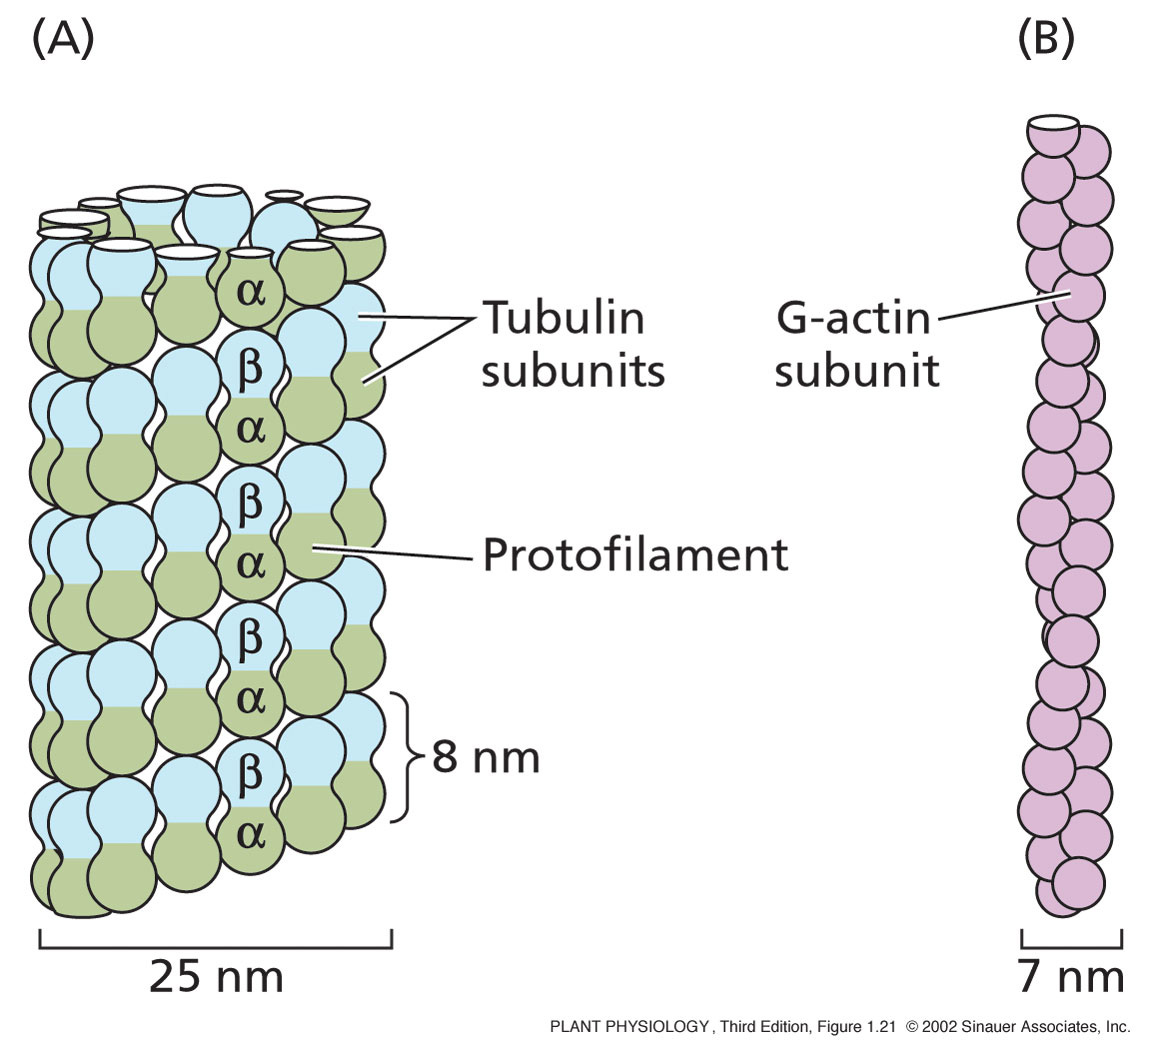 (A)
(B)
α
β
α
β
α
β
α
β
α
Tubulin
subunits
G-actin
subunit
Protofilament
8 nm
25 nm
7 nm
PLANT PHYSIOLOGY, Third Edition, Figure 1.21 © 2002 Sinauer Associates, Inc.